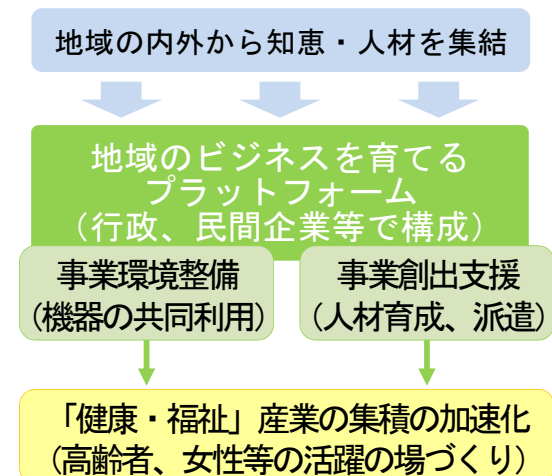 地域の内外から知恵・人材を集結
地域のビジネスを育てる
プラットフォーム
(行政、民間企業等で構成)
事業環境整備
(機器の共同利用)
事業創出支援
(人材育成、派遣)
「健康・福祉」産業の集積の加速化
(高齢者、女性等の活躍の場づくり)